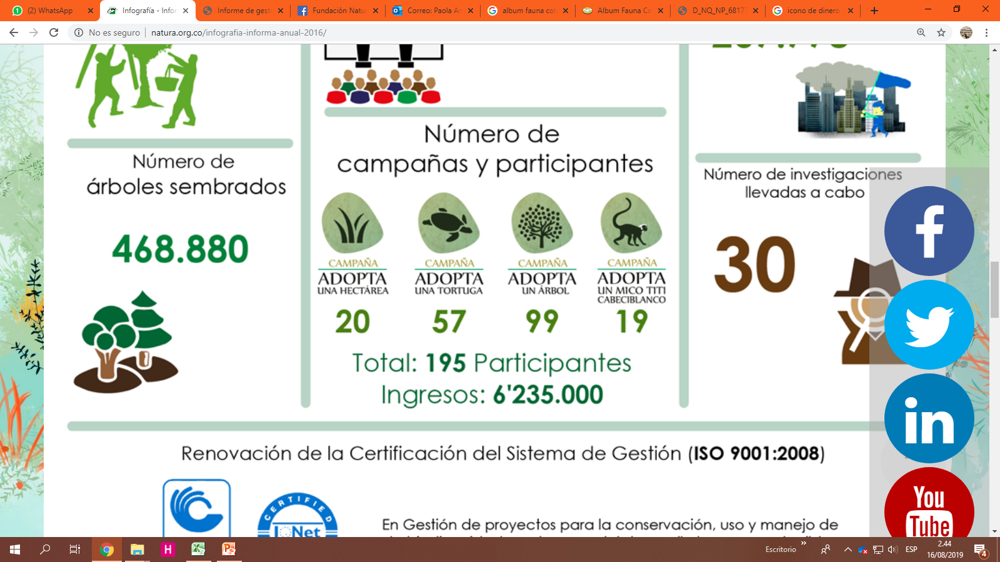 (2) WhatsApp
Infografía - Infor
Informe de gest
Fundación Natu
Correo: Paola An
album fauna col
Album Fauna Co
D_NQ_NP_6817
icono de dinero
No es seguro | natura.org.co/infografia-informa-anual-2016/
Número de
árboles sembrados
468.880
Número de
campañas y participantes
CAMPAÑA
ADOPTA
UNA HECTÁREA
20
CAMPAÑA
ADOPTA
UNA TORTUGA
57
CAMPAÑA
ADOPTA
UN ÁRBOL
99
CAMPAÑA
ADOPTA
UN MICO TITI
CABECIBLANCO
19
Total: 195 Participantes
Ingresos: 6'235.000
Número de investigaciones
llevadas a cabo
30
f
in
You
Tube
Renovación de la Certificación del Sistema de Gestión (ISO 9001:2008)
CERTIFIED
IQNet
En Gestión de proyectos para la conservación, uso y manejo de
H
Escritorio
ESP
2.44
16/08/2019
4